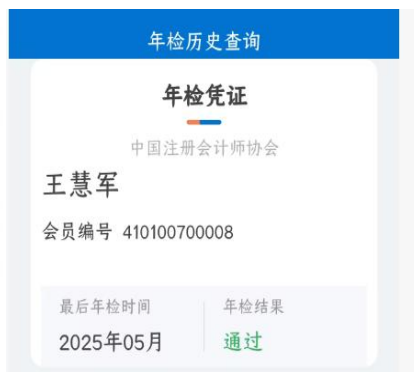 年检历史查询
年检凭证
中国注册会计师协会
王慧军
会员编号 410100700008
最后年检时间 年检结果
2025年05月 通过